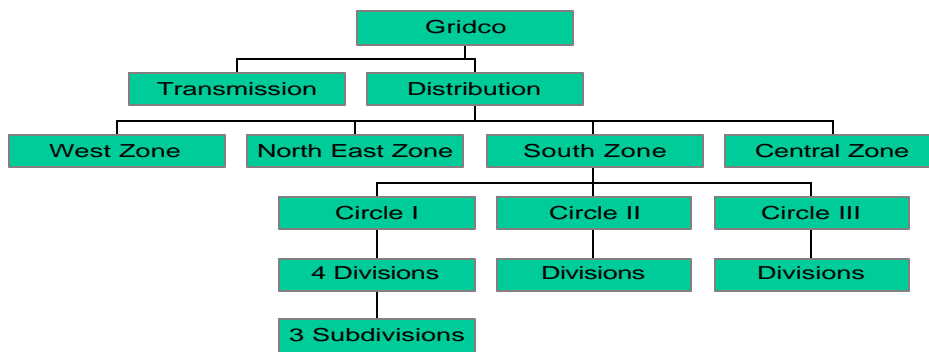 Gridco
Transmission
Distribution
West Zone
North East Zone
South Zone
Central Zone
Circle I
Circle II
Circle III
4 Divisions
Divisions
Divisions
3 Subdivisions